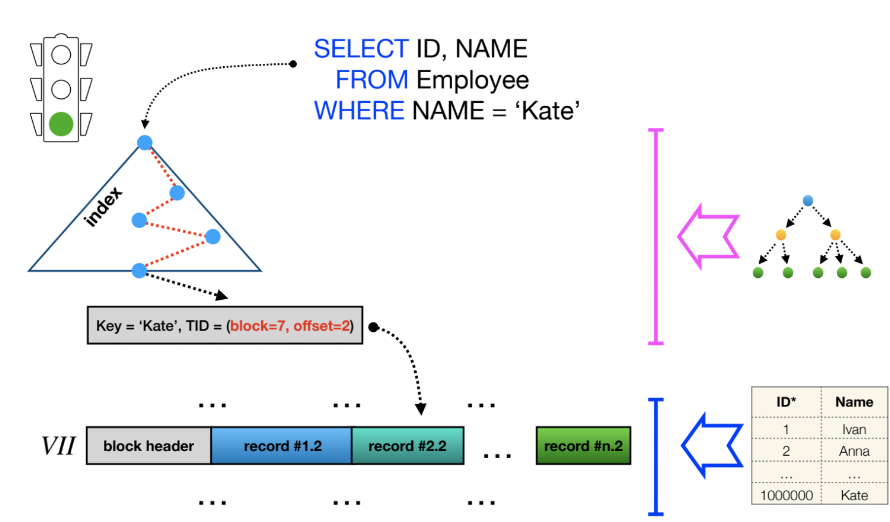 SELECT ID, NAME
FROM Employee
WHERE NAME = ‘Kate’
index
Key = ‘Kate’, TID = (block=7, offset=2)
... ... ...
VII block header record #1.2 record #2.2 ... record #n.2
... ... ...
ID* Name
1 Ivan
2 Anna
... ...
1000000 Kate